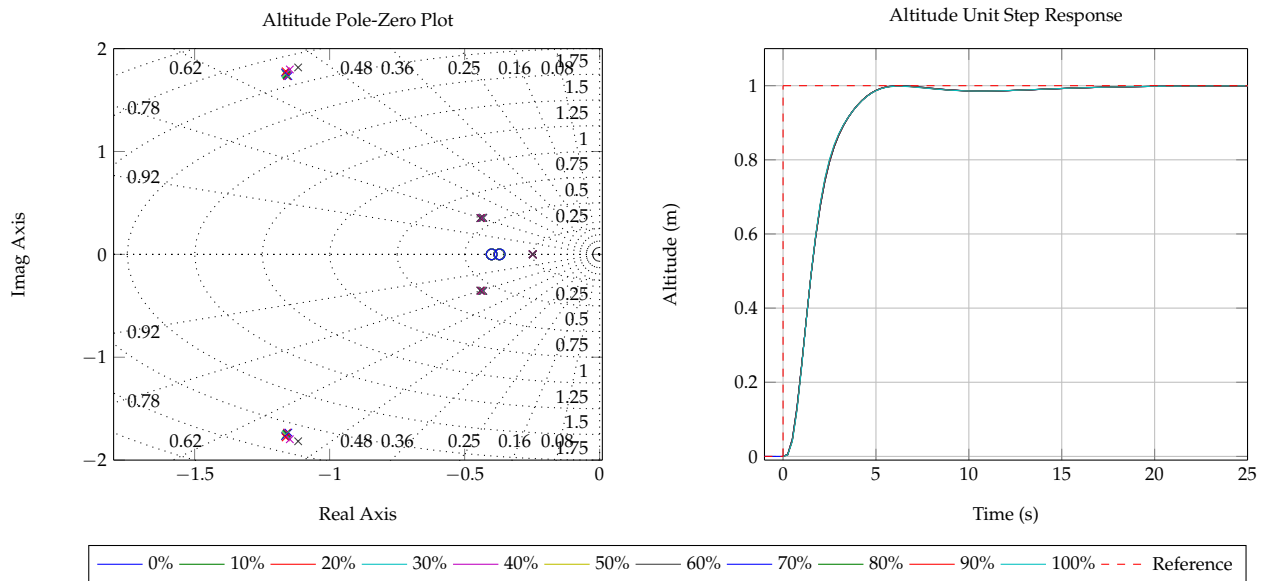 Altitude Pole-Zero Plot
Altitude Unit Step Response
2
0.62 0.48 0.36 0.25 0.16 0.08
1.75
1.5
0.78
1.25
1
1
0.92
0.75
0.5
0.25
0
0.25
0.5
0.92
0.75
−1
1
0.78
1.25
1.5
0.62 0.48 0.36 0.25 0.16 0.08
1.75
−2
−1.5 −1 −0.5 0
Imag Axis
Real Axis
1
0.8
0.6
0.4
0.2
0
0 5 10 15 20 25
Altitude (m)
Time (s)
0% 10% 20% 30% 40% 50% 60% 70% 80% 90% 100% Reference